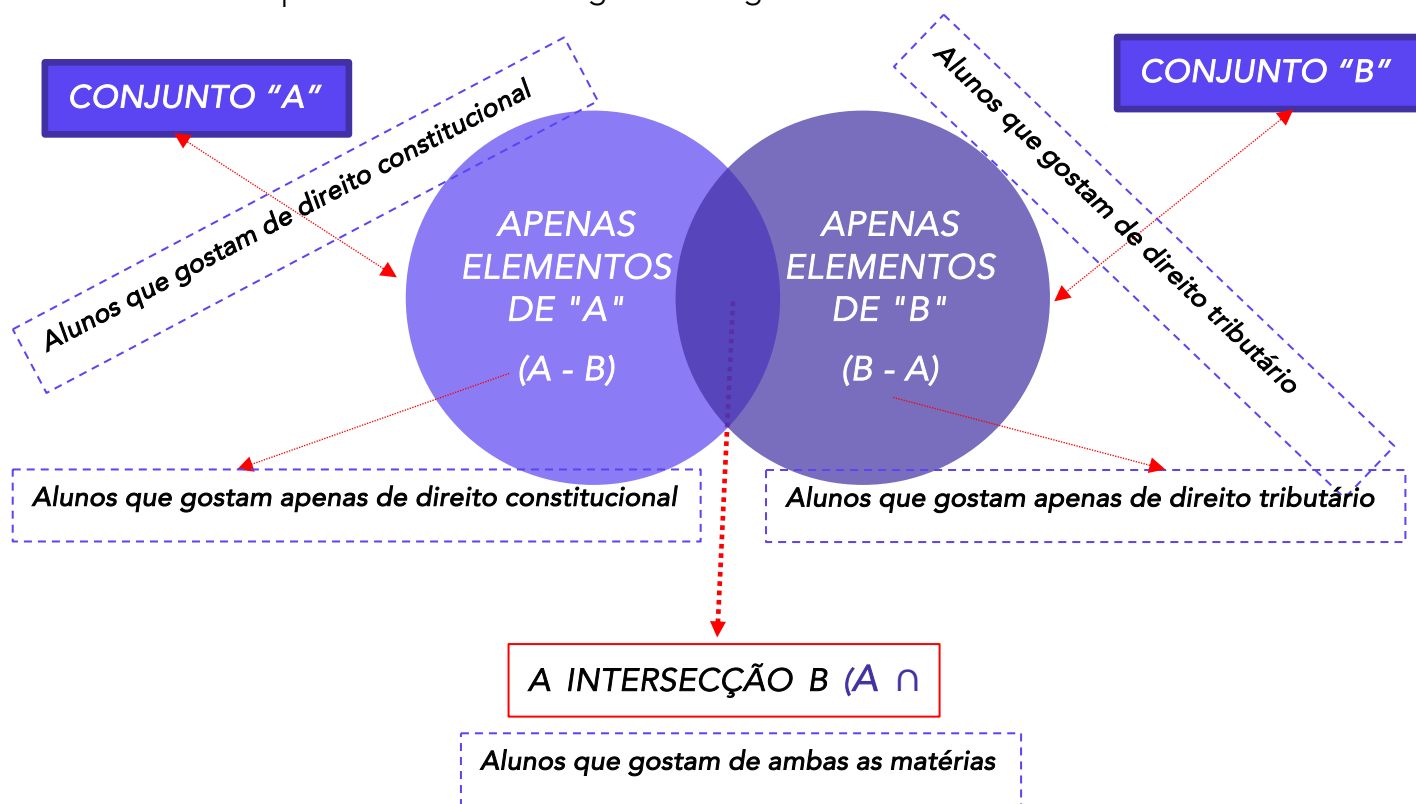 CONJUNTO “A”
CONJUNTO “B”
Alunos que gostam de direito constitucional
Alunos que gostam de direito tributário
APENAS
ELEMENTOS
DE "A"
(A - B)
APENAS
ELEMENTOS
DE "B"
(B - A)
Alunos que gostam apenas de direito constitucional
Alunos que gostam apenas de direito tributário
A INTERSECÇÃO B (A ∩
Alunos que gostam de ambas as matérias